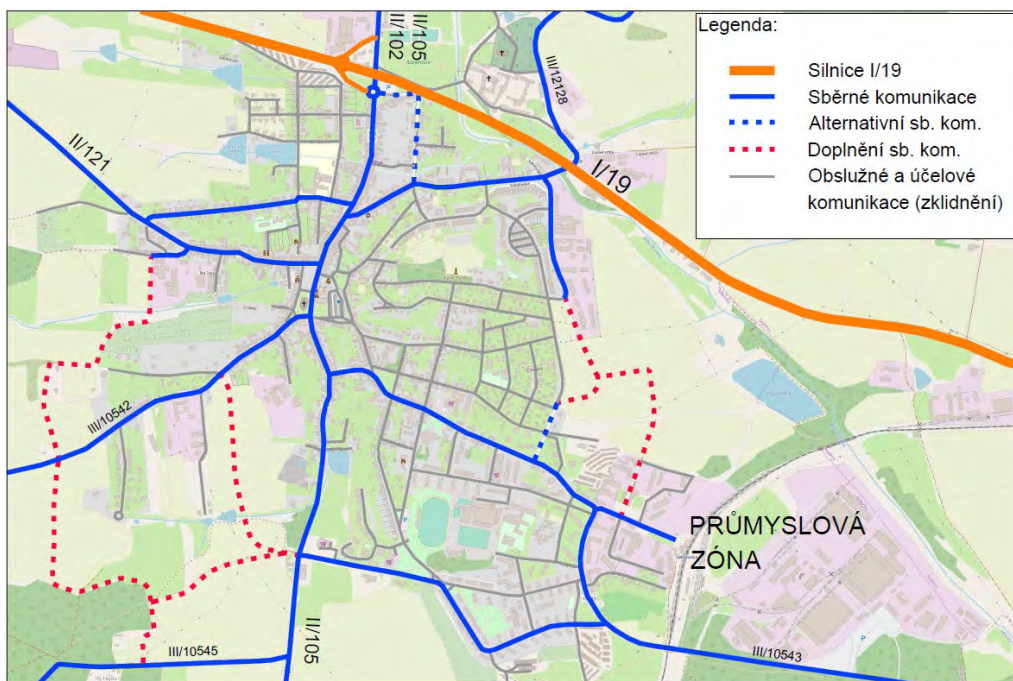 Legenda:
Silnice I/19
Sběrné komunikace
Alternativní sb. kom.
Doplnění sb. kom.
Obslužné a účelové
komunikace (zklidnění)
II/105
II/102
III/12128
II/121
I/19
III/10542
PRŮMYSLOVÁ
ZÓNA
II/105
III/10545
III/10543